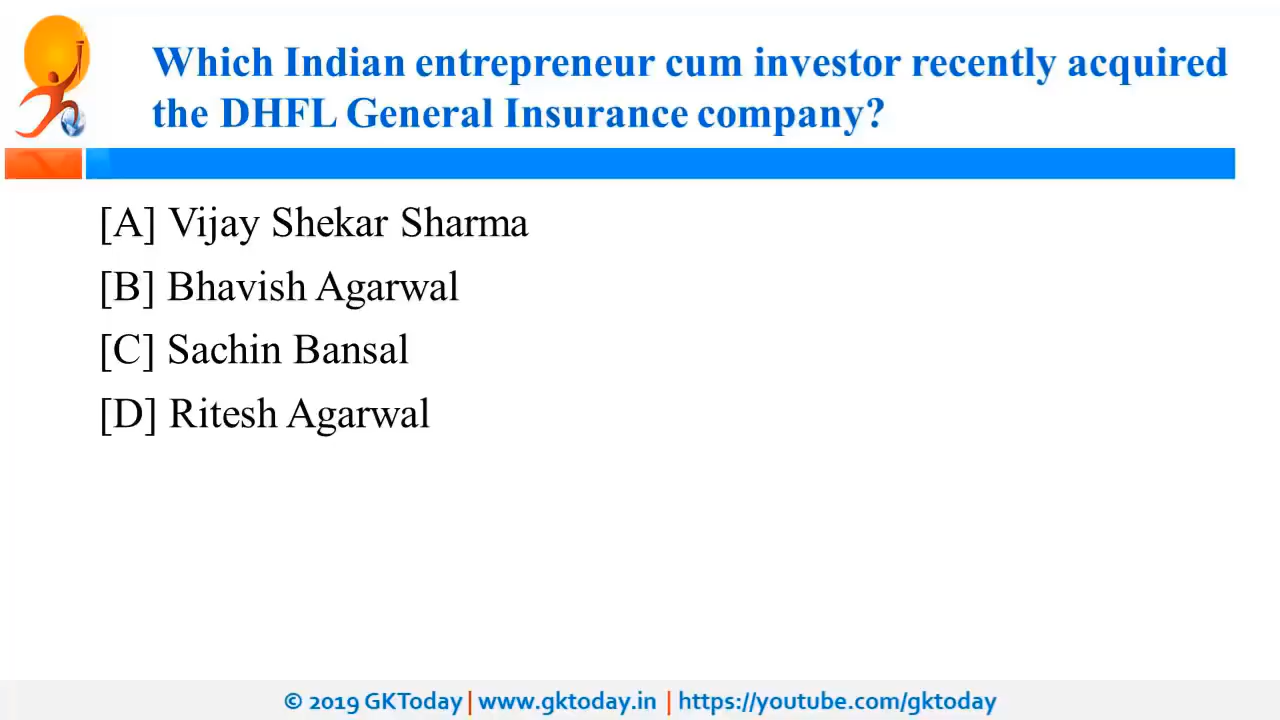 Which Indian entrepreneur cum investor recently acquired
the DHFL General Insurance company?
[A] Vijay Shekar Sharma
[B] Bhavish Agarwal
[C] Sachin Bansal
[D] Ritesh Agarwal
© 2019 GKToday | www.gktoday.in | https://youtube.com/gktoday